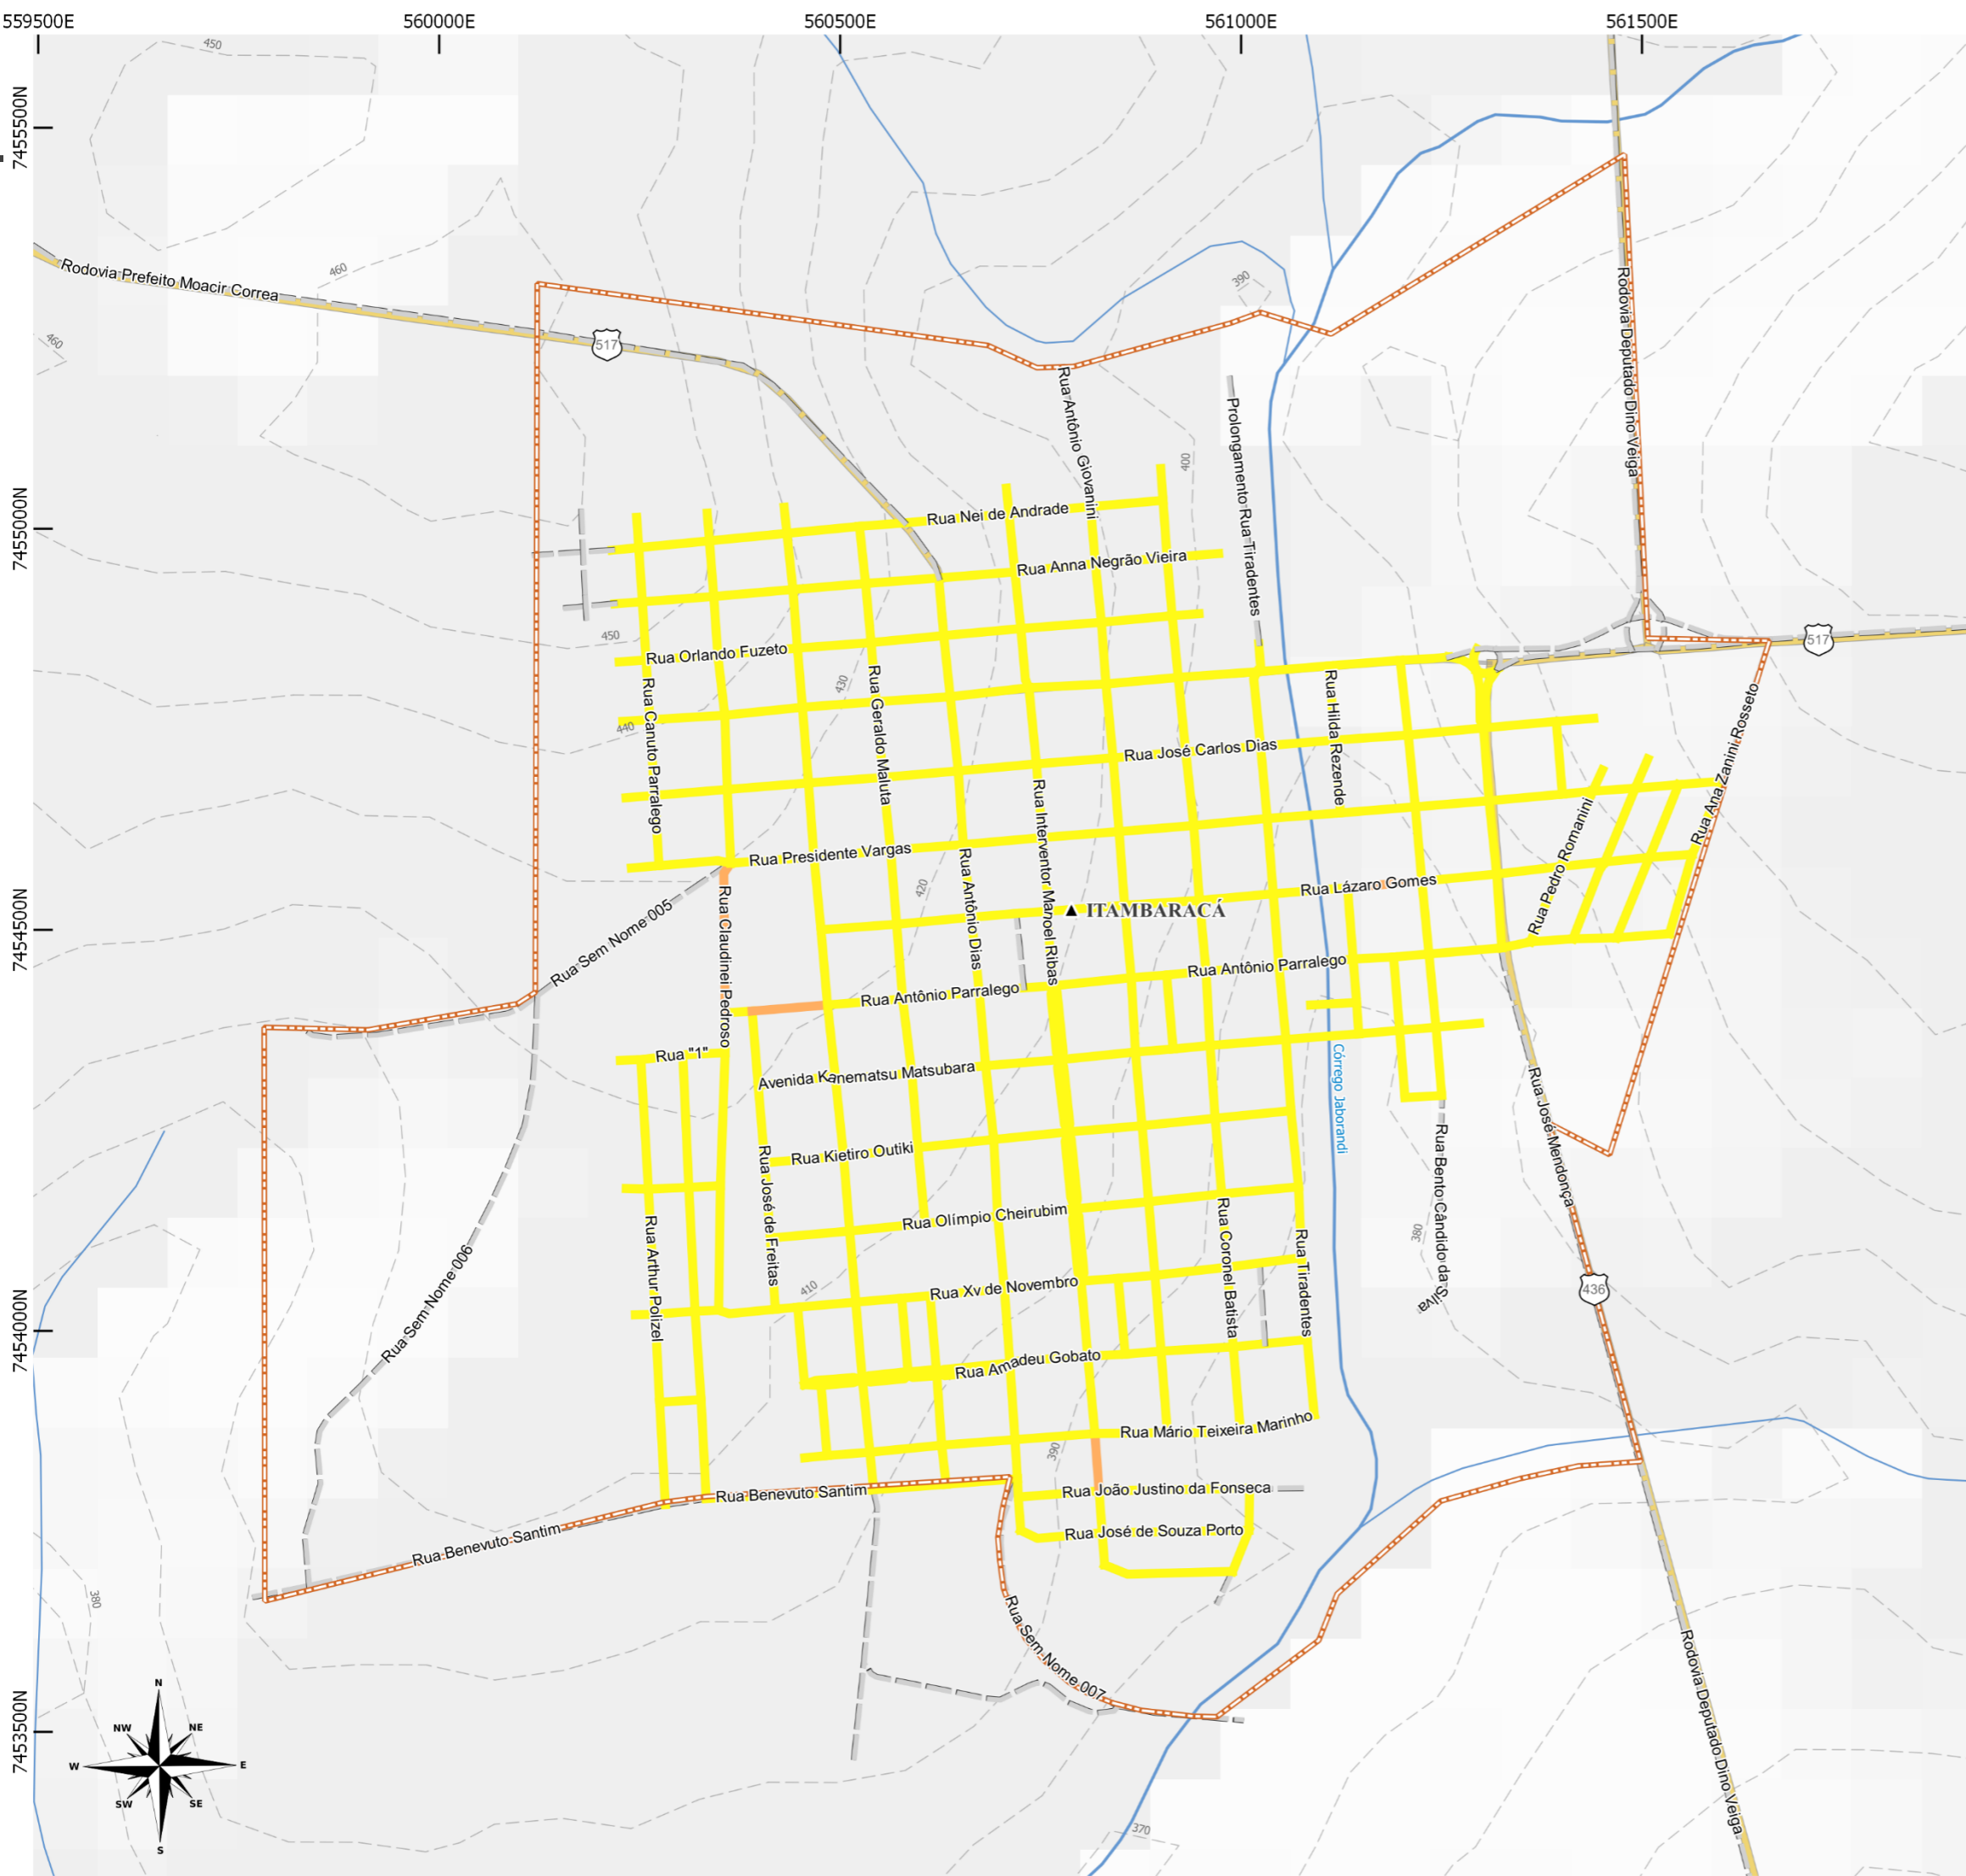 559500E 560000E 560500E 561000E 561500E
7455500N
7455000N
7454500N
7454000N
7453500N
450
Rodovia Prefeito Moacir Correa
460
460
517
390
Rodovia Deputado Dino Veiga
Rua Antônio Giovanini
Prolongamento Rua Tiradentes
400
Rua Nei de Andrade
Rua Anna Negrão Vieira
450
Rua Orlando Fuzeto
517
430
440
Rua Canuto Parralego
Rua Geraldo Maluta
Rua Hilda Rezende
Rua José Carlos Dias
Rua Ana Zanini Rosseto
Rua Interventor Manoel Ribas
Rua Pedro Romanini
Rua Presidente Vargas
Rua Antônio Dias
420
Rua Lázaro Gomes
ITAMBARACÁ
Rua Claudinei Pedroso
Rua Sem Nome 005
Rua Antônio Parralego
Rua Antônio Parralego
Rua "1"
Avenida Kanematsu Matsubara
Córrego Jaborandi
Rua José Mendonça
Rua Bento Cândido da Silva
Rua Kietiro Outiki
Rua José de Freitas
Rua Olímpio Cheirubim
Rua Coronel Batista
Rua Arthur Polizel
Rua Tiradentes
380
Rua Sem Nome 006
410
Rua Xv de Novembro
436
Rua Amadeu Gobato
Rua Mário Teixeira Marinho
390
Rua Benevuto Santim
Rua João Justino da Fonseca
Rua José de Souza Porto
Rua Benevuto Santim
380
Rua Sem Nome 007
Rodovia Deputado Dino Veiga
370
N
NW NE
W E
SW SE
S